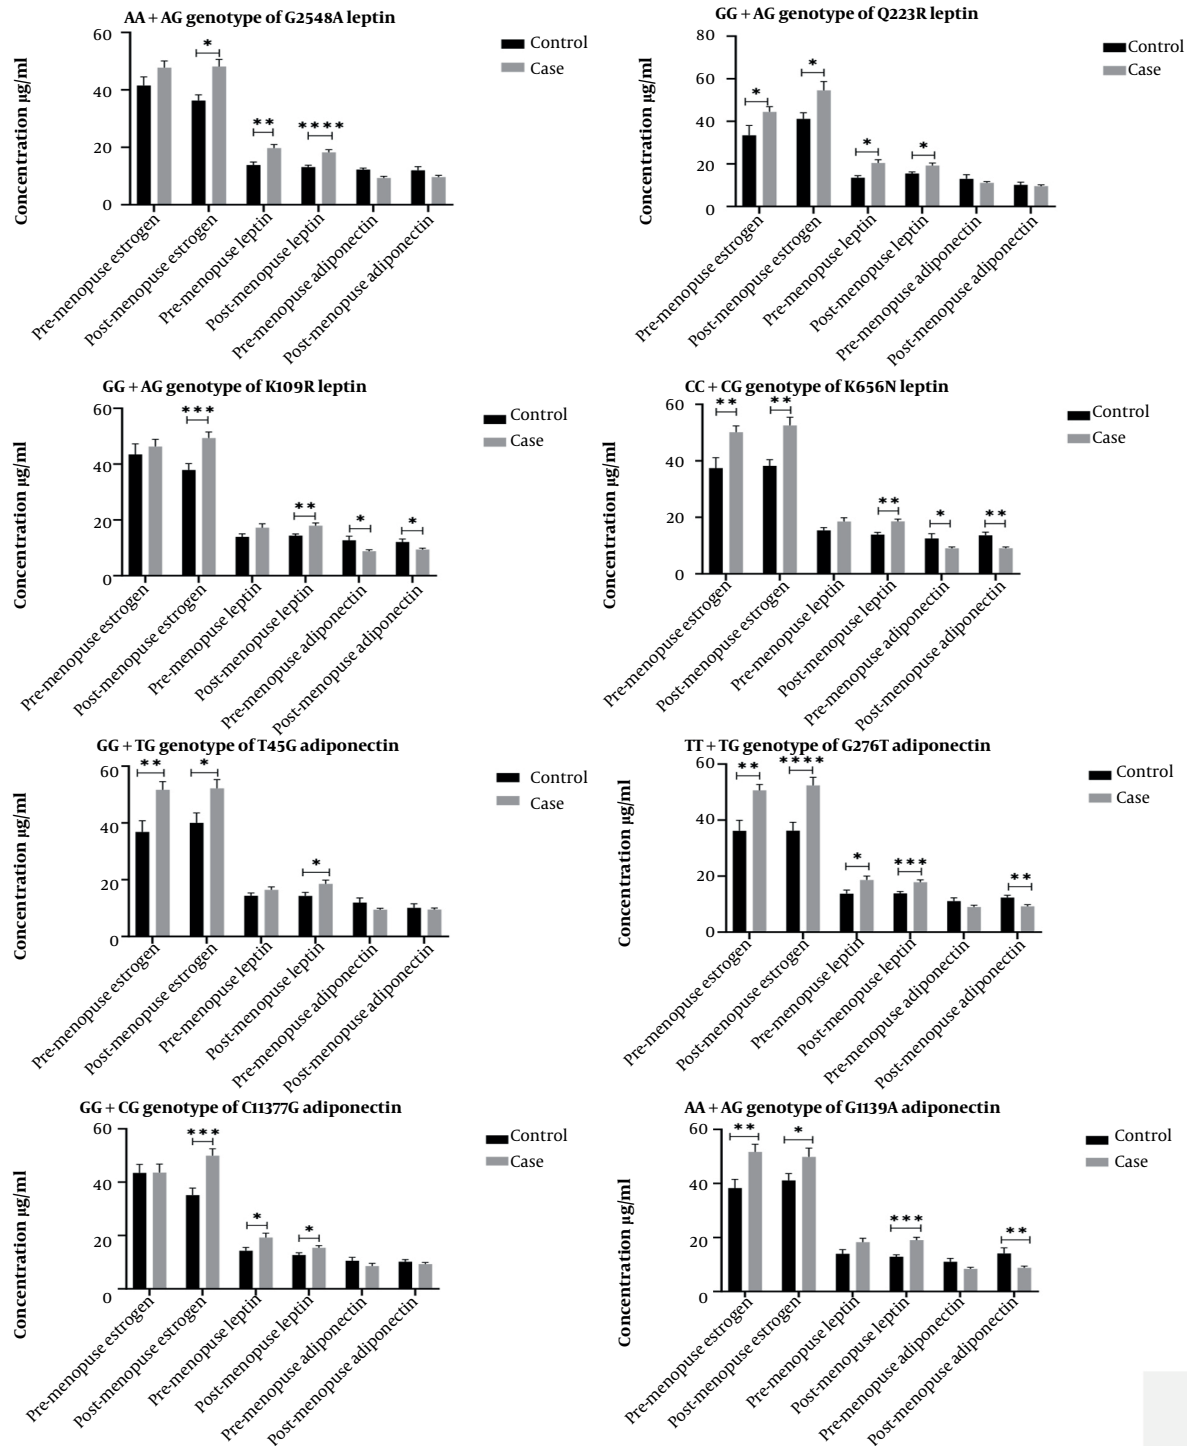 AA + AG genotype of G2548A leptin
Concentration µg/ml
60
40
20
0
*
**
****
Control
Case
Pre-menopuse estrogen
Post-menopuse estrogen
Pre-menopuse leptin
Post-menopuse leptin
Pre-menopuse adiponectin
Post-menopuse adiponectin
GG + AG genotype of Q223R leptin
Concentration µg/ml
80
60
40
20
0
*
*
*
*
Control
Case
Pre-menopuse estrogen
Post-menopuse estrogen
Pre-menopuse leptin
Post-menopuse leptin
Pre-menopuse adiponectin
Post-menopuse adiponectin
GG + AG genotype of K109R leptin
Concentration µg/ml
60
40
20
0
***
**
*
*
Control
Case
Pre-menopuse estrogen
Post-menopuse estrogen
Pre-menopuse leptin
Post-menopuse leptin
Pre-menopuse adiponectin
Post-menopuse adiponectin
CC + CG genotype of K656N leptin
Concentration µg/ml
60
40
20
0
**
**
**
*
**
Control
Case
Pre-menopuse estrogen
Post-menopuse estrogen
Pre-menopuse leptin
Post-menopuse leptin
Pre-menopuse adiponectin
Post-menopuse adiponectin
GG + TG genotype of T45G adiponectin
Concentration µg/ml
60
40
20
0
**
*
*
Control
Case
Pre-menopuse estrogen
Post-menopuse estrogen
Pre-menopuse leptin
Post-menopuse leptin
Pre-menopuse adiponectin
Post-menopuse adiponectin
TT + TG genotype of G276T adiponectin
Concentration µg/ml
60
40
20
0
**
****
*
***
**
Control
Case
Pre-menopuse estrogen
Post-menopuse estrogen
Pre-menopuse leptin
Post-menopuse leptin
Pre-menopuse adiponectin
Post-menopuse adiponectin
GG + CG genotype of C11377G adiponectin
Concentration µg/ml
60
40
20
0
***
*
*
Control
Case
Pre-menopuse estrogen
Post-menopuse estrogen
Pre-menopuse leptin
Post-menopuse leptin
Pre-menopuse adiponectin
Post-menopuse adiponectin
AA + AG genotype of G1139A adiponectin
Concentration µg/ml
60
40
20
0
**
*
***
**
Control
Case
Pre-menopuse estrogen
Post-menopuse estrogen
Pre-menopuse leptin
Post-menopuse leptin
Pre-menopuse adiponectin
Post-menopuse adiponectin